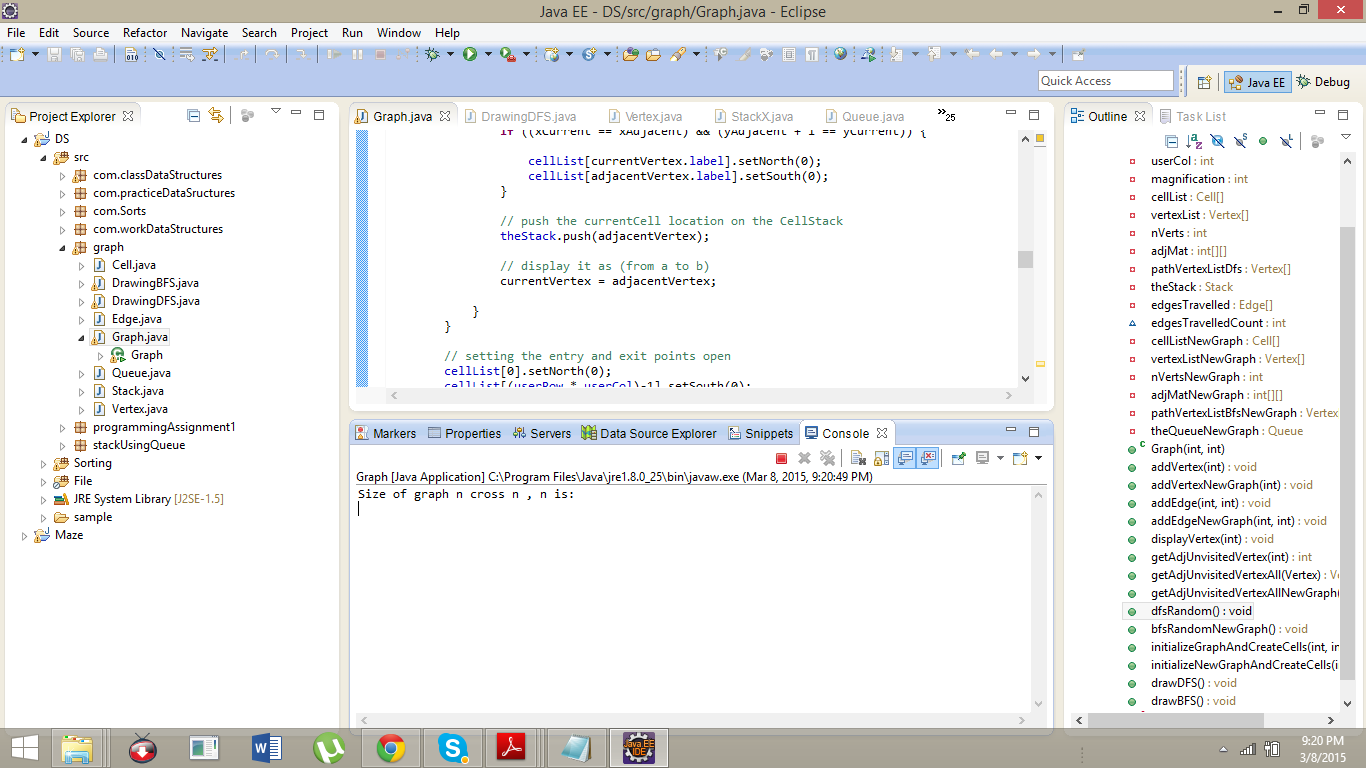 Java EE - DS/src/graph/Graph.java - Eclipse
File Edit Source Refactor Navigate Search Project Run Window Help
Quick Access
Java EE
Debug
Project Explorer
DS
src
com.classDataStructures
com.practiceDataSructures
com.Sorts
com.workDataStructures
graph
Cell.java
DrawingBFS.java
DrawingDFS.java
Edge.java
Graph.java
Graph
Queue.java
Stack.java
Vertex.java
programmingAssignment1
stackUsingQueue
Sorting
File
JRE System Library [J2SE-1.5]
sample
Maze
Graph.java DrawingDFS.java Vertex.java StackX.java Queue.java »25
if ((xCurrent == xAdjacent) && (yAdjacent + 1 == yCurrent)) {
cellList[currentVertex.label].setNorth(0);
cellList[adjacentVertex.label].setSouth(0);
}
// push the currentCell location on the CellStack
theStack.push(adjacentVertex);
// display it as (from a to b)
currentVertex = adjacentVertex;
}
}
// setting the entry and exit points open
cellList[0].setNorth(0);
cellList[(userRow * userCol)-1].setSouth(0);
Markers Properties Servers Data Source Explorer Snippets Console
Graph [Java Application] C:\Program Files\Java\jre1.8.0_25\bin\javaw.exe (Mar 8, 2015, 9:20:49 PM)
Size of graph n cross n , n is:
Outline Task List
userCol : int
magnification : int
cellList : Cell[]
vertexList : Vertex[]
nVerts : int
adjMat : int[][]
pathVertexListDfs : Vertex[]
theStack : Stack
edgesTravelled : Edge[]
edgesTravelledCount : int
cellListNewGraph : Cell[]
vertexListNewGraph : Vertex[]
nVertsNewGraph : int
adjMatNewGraph : int[][]
pathVertexListBfsNewGraph : Vertex
theQueueNewGraph : Queue
Graph(int, int)
addVertex(int) : void
addVertexNewGraph(int) : void
addEdge(int, int) : void
addEdgeNewGraph(int, int) : void
displayVertex(int) : void
getAdjUnvisitedVertex(int) : int
getAdjUnvisitedVertexAll(Vertex) : V
getAdjUnvisitedVertexAllNewGraph(
dfsRandom() : void
bfsRandomNewGraph() : void
initializeGraphAndCreateCells(int, in
initializeNewGraphAndCreateCells(i
drawDFS() : void
drawBFS() : void
Java EE
IDE
9:20 PM
3/8/2015